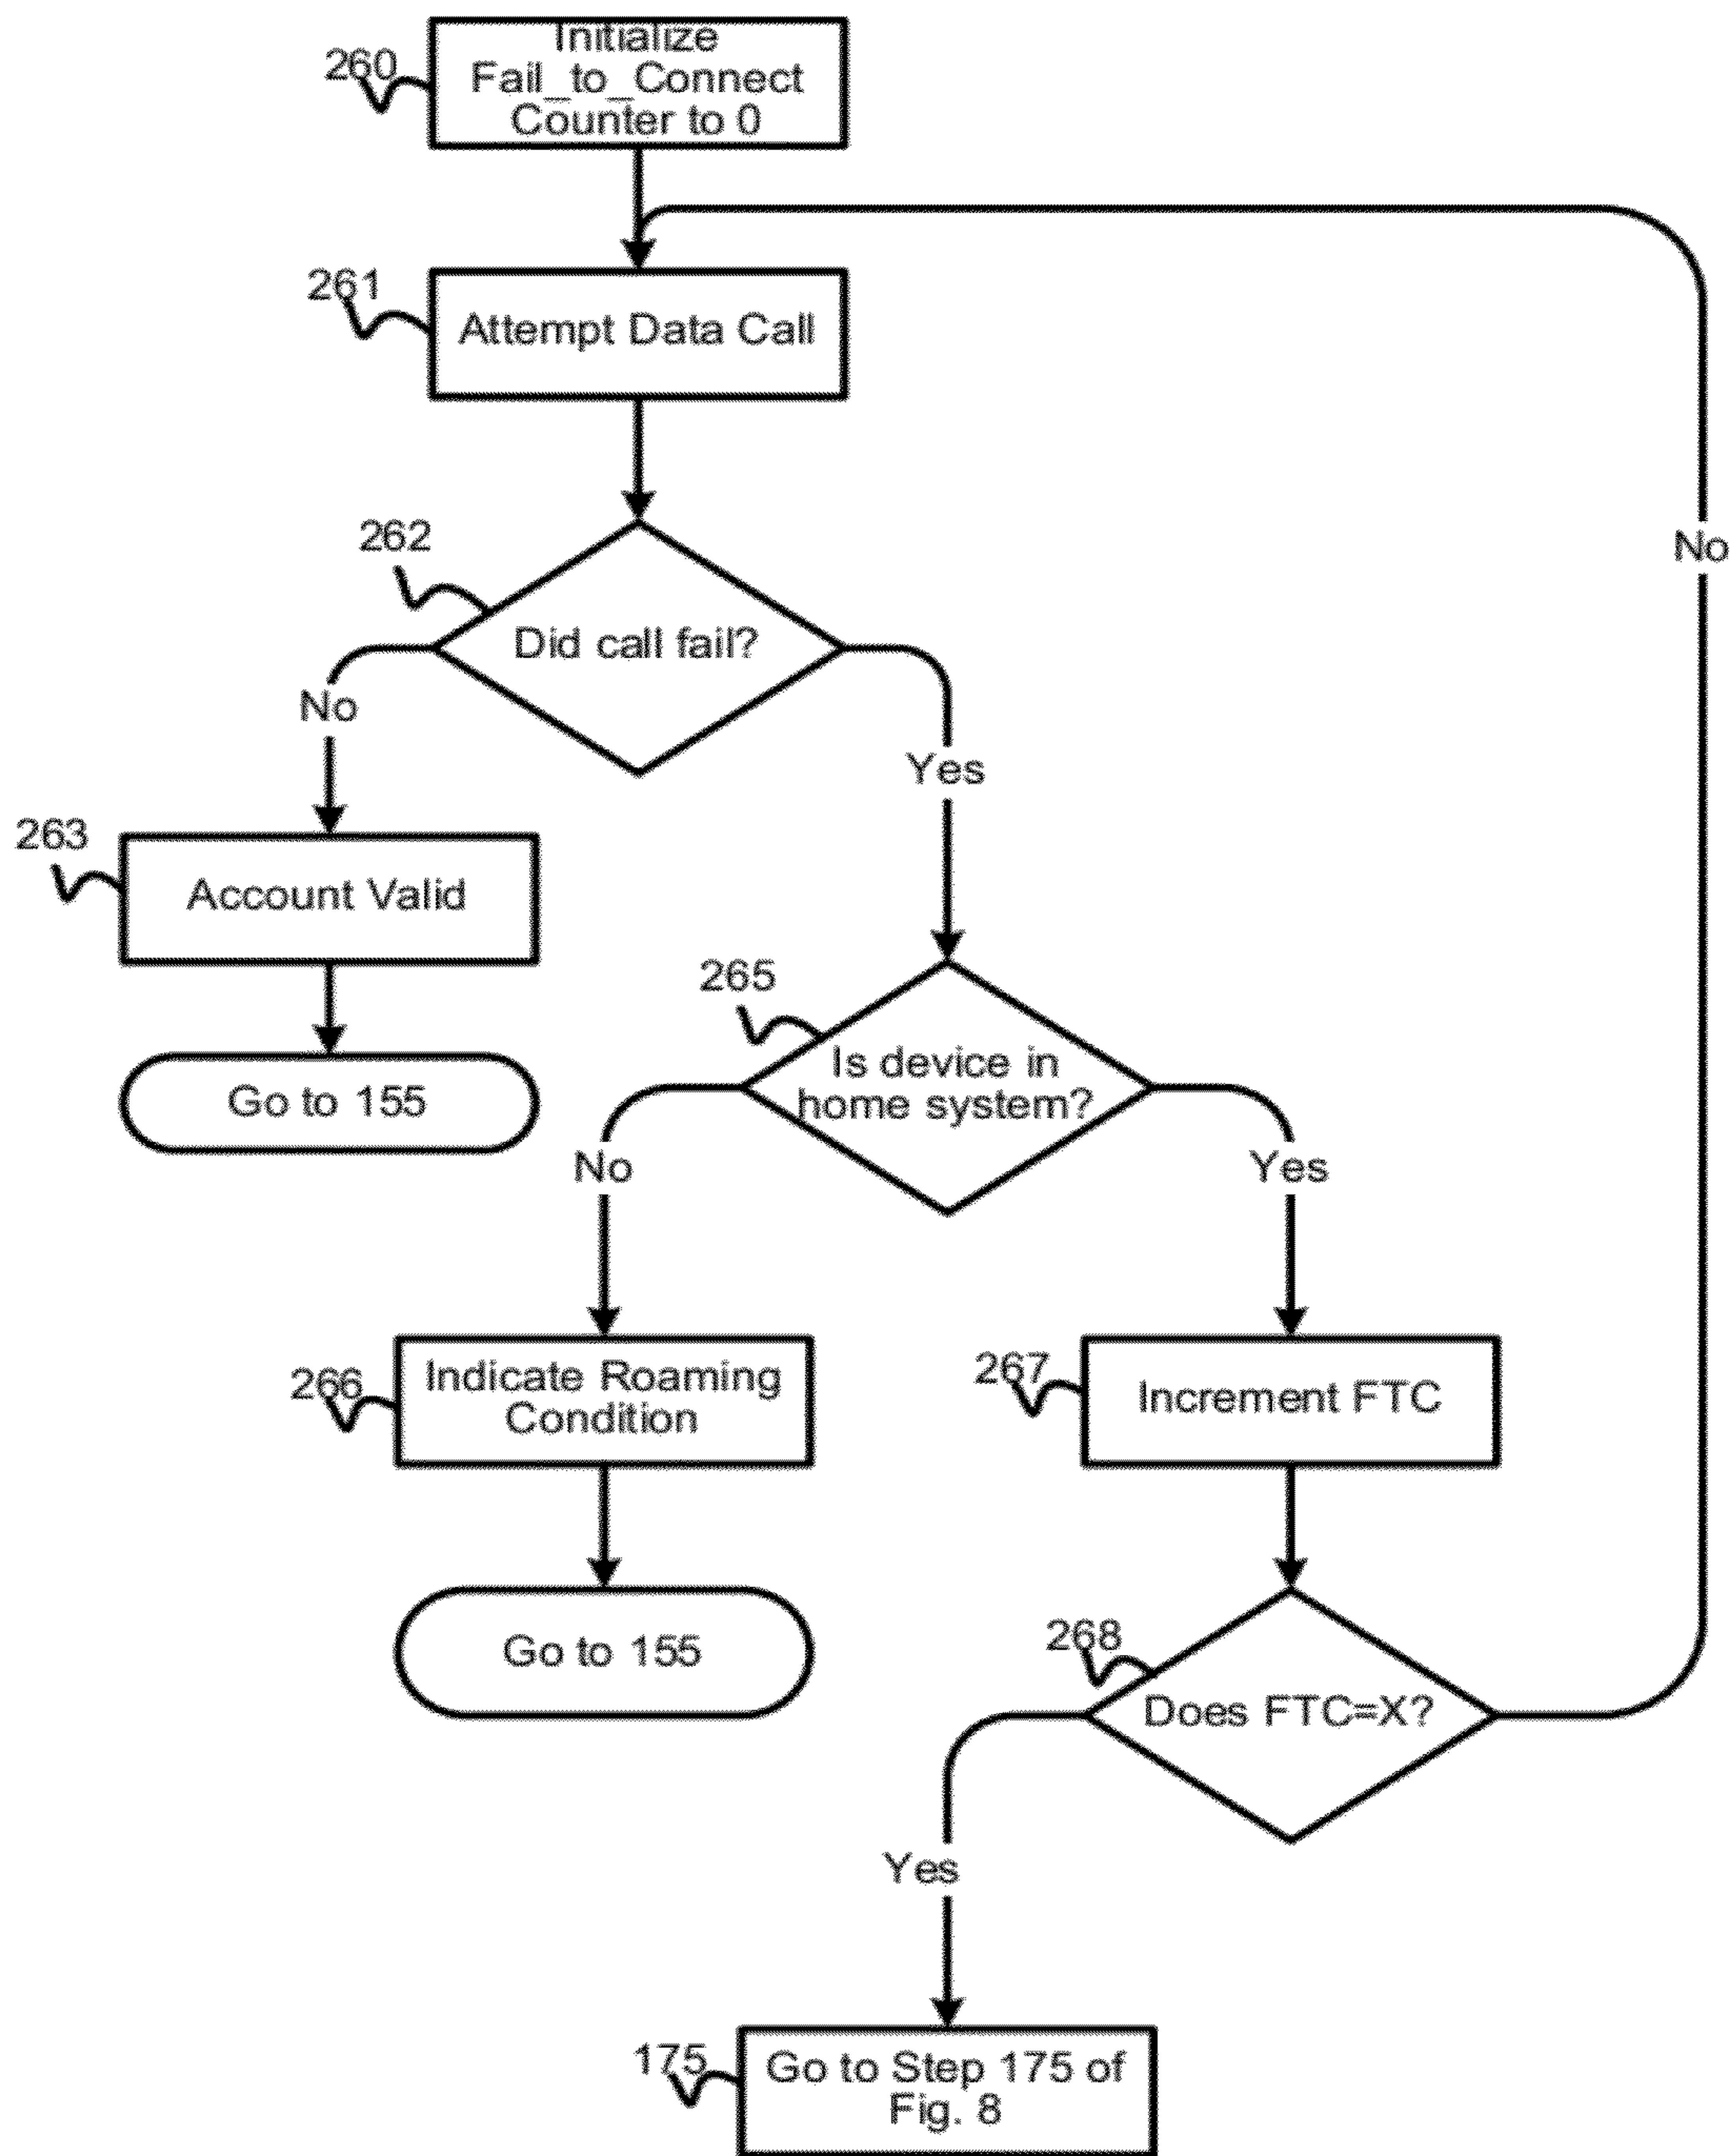 260
Initialize
Fail_to_Connect
Counter to 0
261
Attempt Data Call
262
Did call fail?
No
Yes
No
263
Account Valid
Go to 155
265
Is device in
home system?
No
Yes
266
Indicate Roaming
Condition
267
Increment FTC
Go to 155
268
Does FTC=X?
Yes
175
Go to Step 175 of
Fig. 8